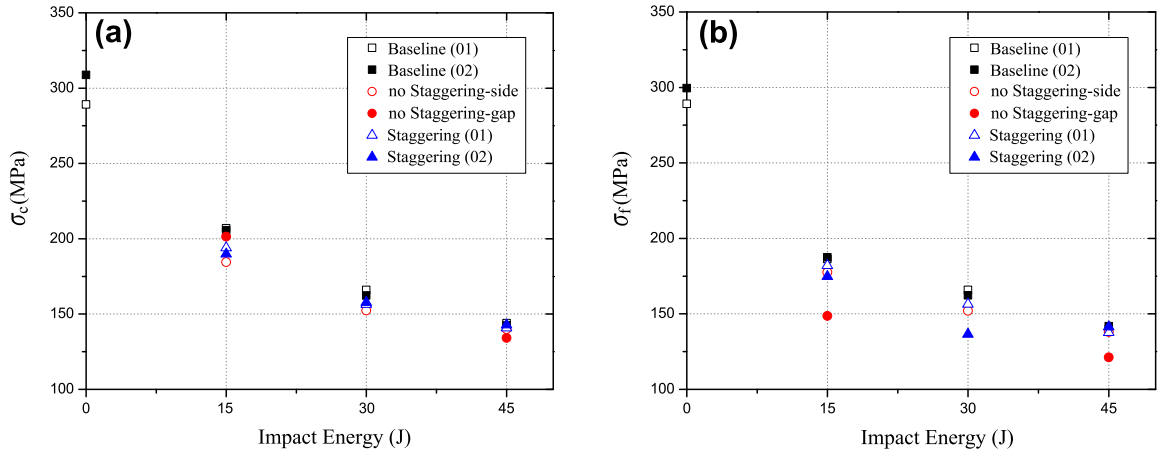 (a)
350
300
250
200
150
100
σc (MPa)
0 15 30 45
Impact Energy (J)
Baseline (01)
Baseline (02)
no Staggering-side
no Staggering-gap
Staggering (01)
Staggering (02)
(b)
350
300
250
200
150
100
σf (MPa)
0 15 30 45
Impact Energy (J)
Baseline (01)
Baseline (02)
no Staggering-side
no Staggering-gap
Staggering (01)
Staggering (02)